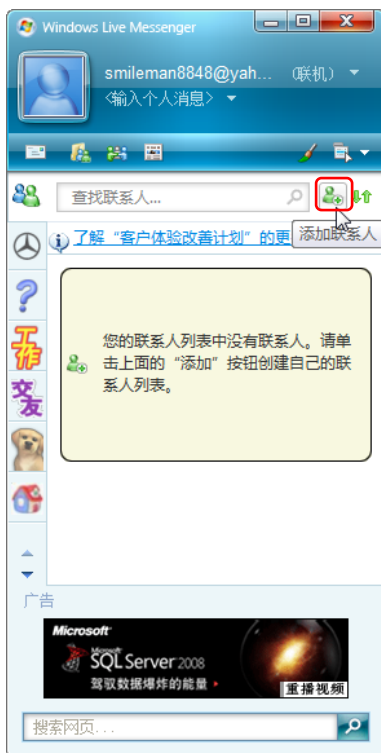 Windows Live Messenger
smileman8848@yah... (联机)
<输入个人消息>
查找联系人...
了解“客户体验改善计划”的更
添加联系人
工作
交友
您的联系人列表中没有联系人。请单
击上面的“添加”按钮创建自己的联
系人列表。
广告
Microsoft
Microsoft
SQL Server 2008
驾驭数据爆炸的能量
重播视频
搜索网页...